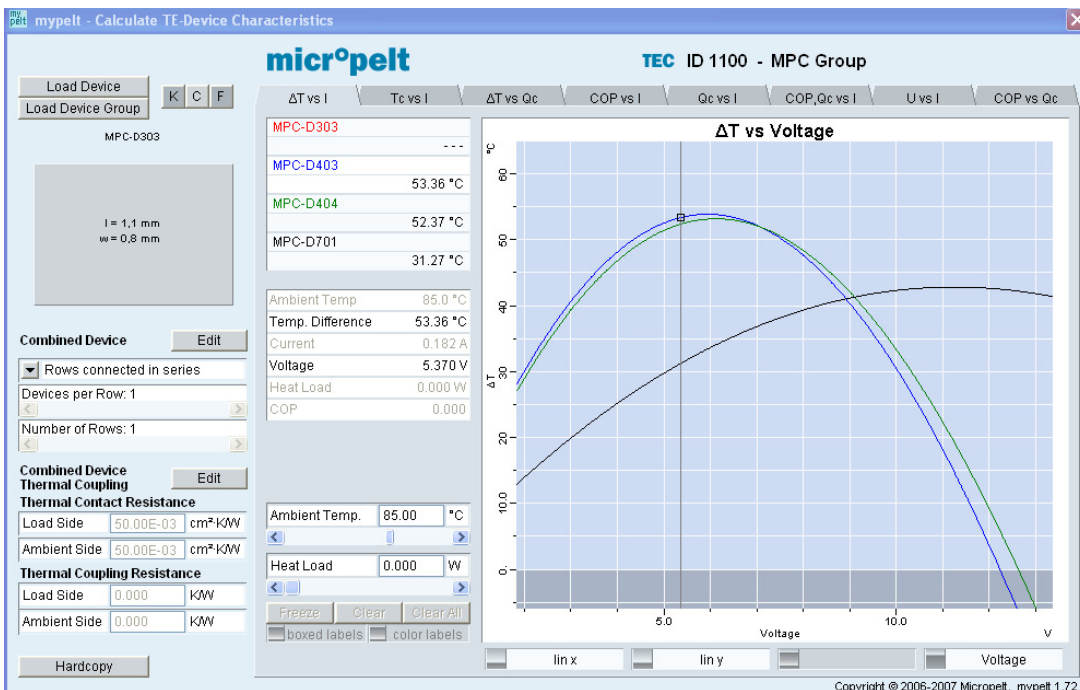 my pelt mypelt - Calculate TE-Device Characteristics
Load Device
Load Device Group
K C F
MPC-D303
l = 1,1 mm
w = 0,8 mm
Combined Device Edit
Rows connected in series
Devices per Row: 1
Number of Rows: 1
Combined Device
Thermal Coupling Edit
Thermal Contact Resistance
Load Side 50.00E-03 cm²·K/W
Ambient Side 50.00E-03 cm²·K/W
Thermal Coupling Resistance
Load Side 0.000 K/W
Ambient Side 0.000 K/W
Hardcopy
micropelt
TEC ID 1100 - MPC Group
ΔT vs I Tc vs I ΔT vs Qc COP vs I Qc vs I COP,Qc vs I U vs I COP vs Qc
MPC-D303
---
MPC-D403
53.36 °C
MPC-D404
52.37 °C
MPC-D701
31.27 °C
Ambient Temp 85.0 °C
Temp. Difference 53.36 °C
Current 0.182 A
Voltage 5.370 V
Heat Load 0.000 W
COP 0.000
Ambient Temp. 85.00 °C
Heat Load 0.000 W
Freeze Clear Clear All
boxed labels color labels
ΔT vs Voltage
°C
60
50
40
ΔT
30
20
10.0
0.
5.0 10.0
Voltage V
lin x lin y Voltage
Copyright © 2006-2007 Micropelt, mypelt 1.72